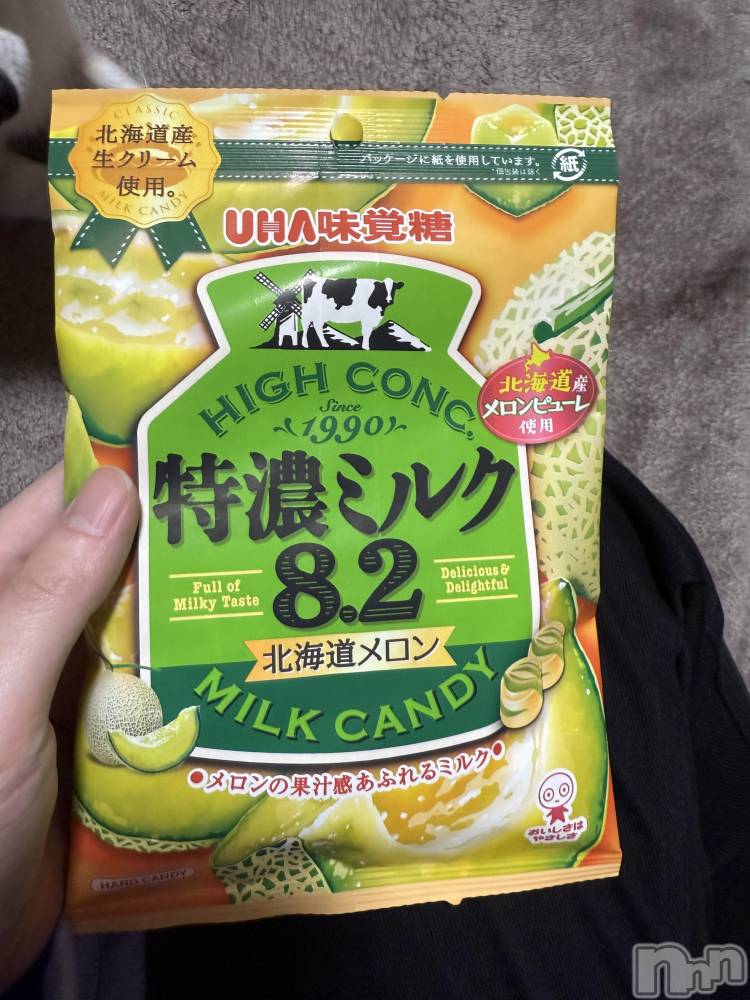 CLASSIC
北海道産
生クリーム
使用。
MILK CANDY
パッケージに紙を使用しています。
紙
UHA味覚糖
HIGH CONC.
Since
1990
北海道産
メロンピューレ
使用
特濃ミルク
8.2
Full of
Milky Taste
Delicious &
Delightful
北海道メロン
MILK CANDY
●メロンの果汁感あふれるミルク●
おいしさは
やさしさ
HARD CANDY
nnn